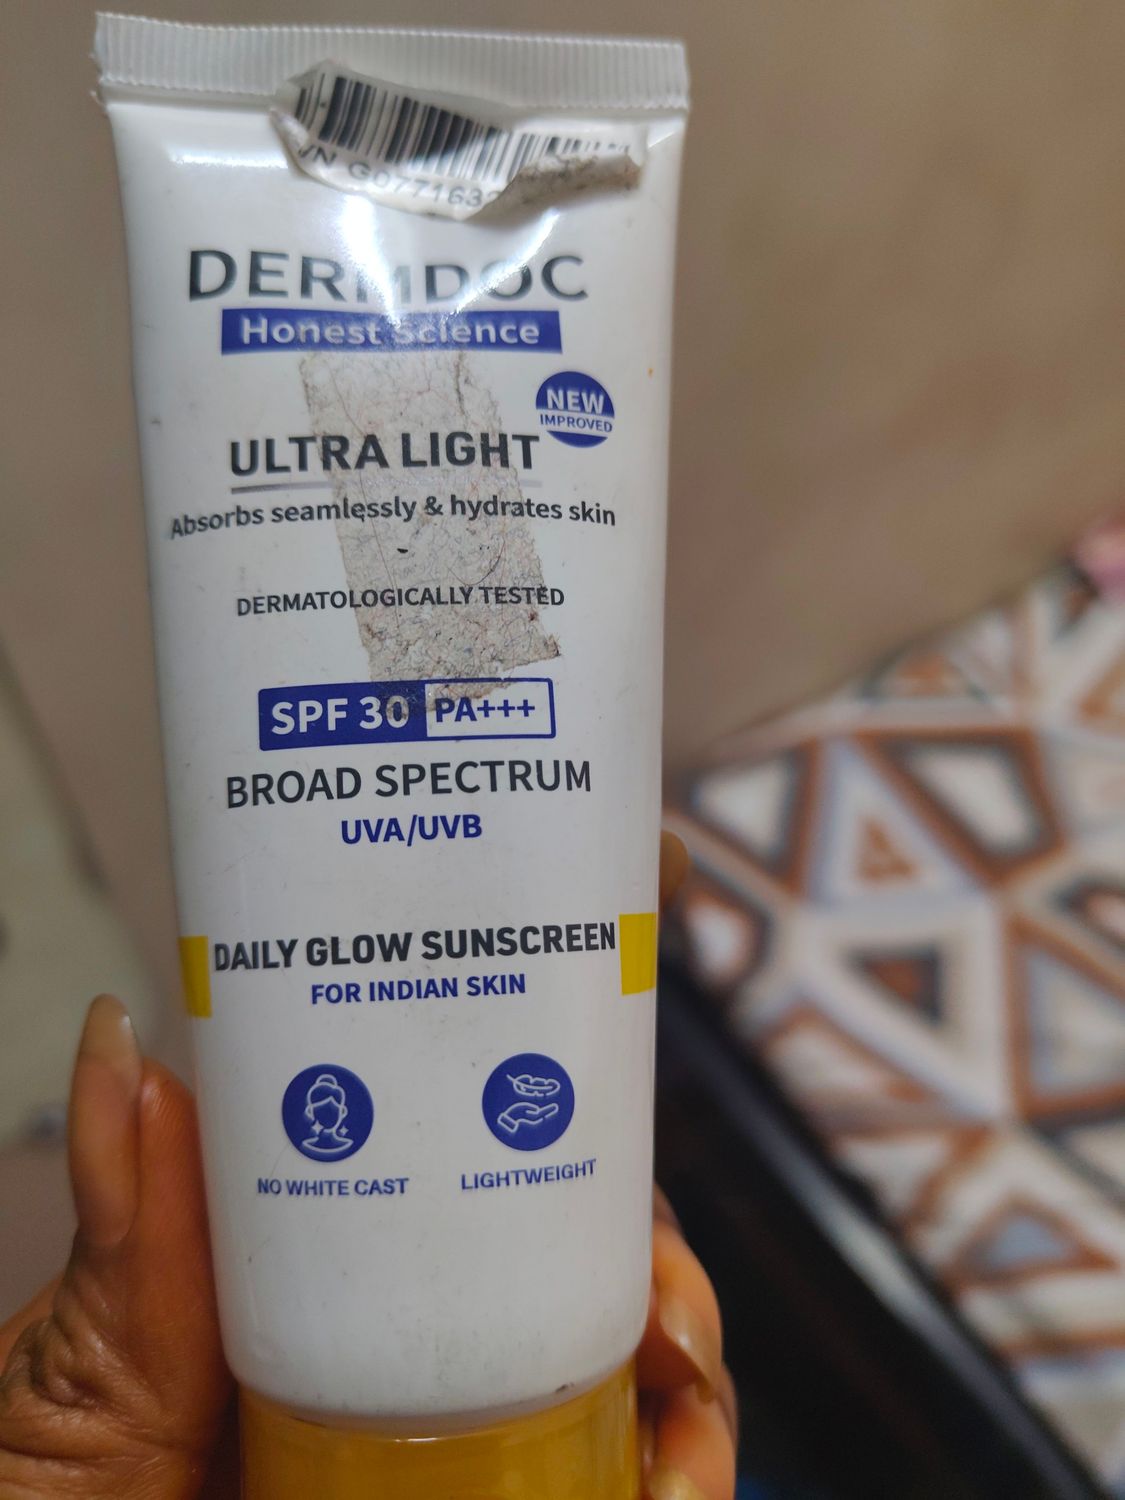 DERMDOC
Honest Science
NEW
IMPROVED
ULTRA LIGHT
Absorbs seamlessly & hydrates skin
DERMATOLOGICALLY TESTED
SPF 30 PA+++
BROAD SPECTRUM
UVA/UVB
DAILY GLOW SUNSCREEN
FOR INDIAN SKIN
NO WHITE CAST
LIGHTWEIGHT